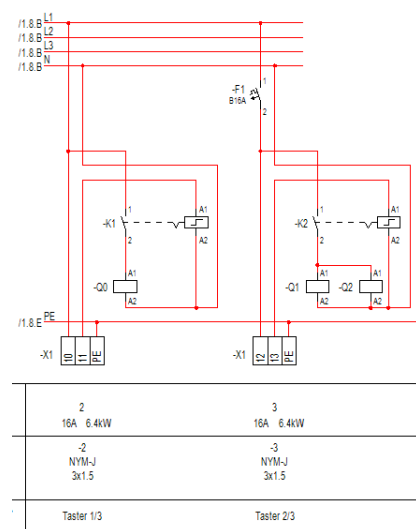 /1.8.B L1
/1.8.B L2
/1.8.B L3
/1.8.B N
-F1
B16A
1
2
1
A1
1
A1
-K1
-K2
2
A2
2
A2
A1
A1
A1
-Q0
-Q1
-Q2
A2
A2
A2
/1.8.E PE
-X1
10
11
PE
-X1
12
13
PE
2
3
16A 6.4kW
16A 6.4kW
-2
-3
NYM-J
NYM-J
3x1.5
3x1.5
Taster 1/3
Taster 2/3